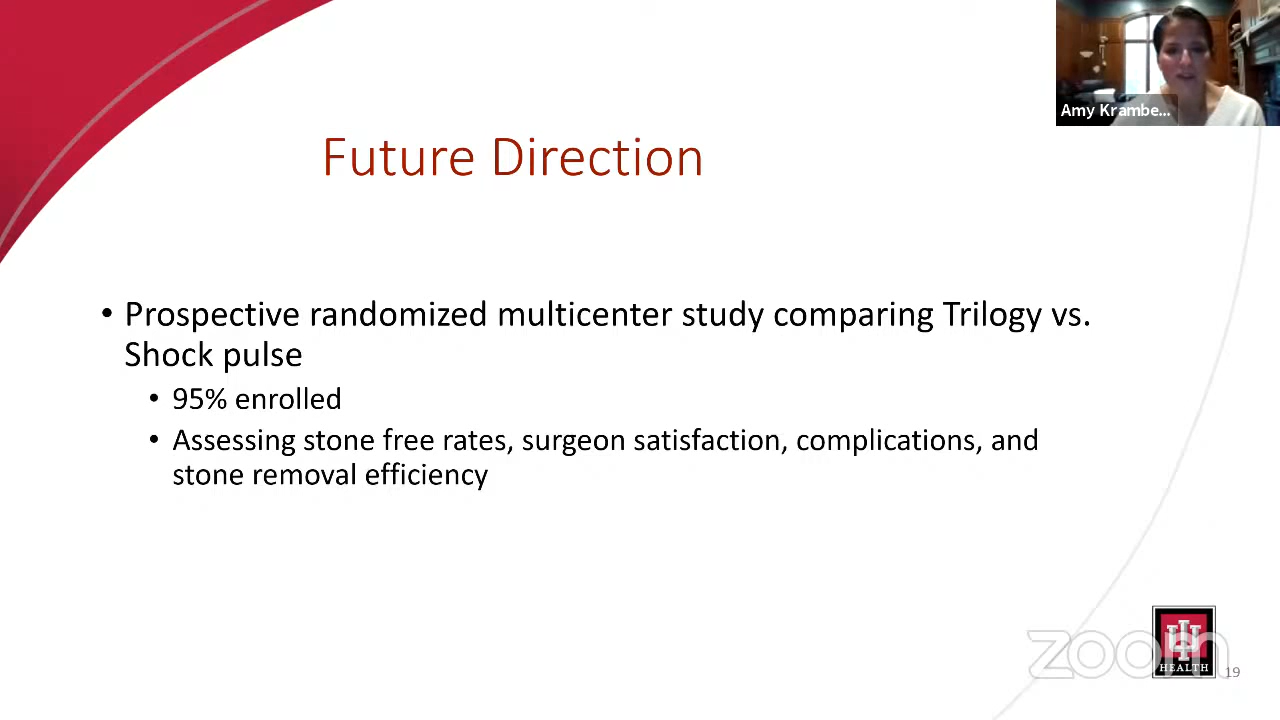 Amy Krambe...
Future Direction
• Prospective randomized multicenter study comparing Trilogy vs.
Shock pulse
• 95% enrolled
• Assessing stone free rates, surgeon satisfaction, complications, and
stone removal efficiency
zoom
HEALTH
19